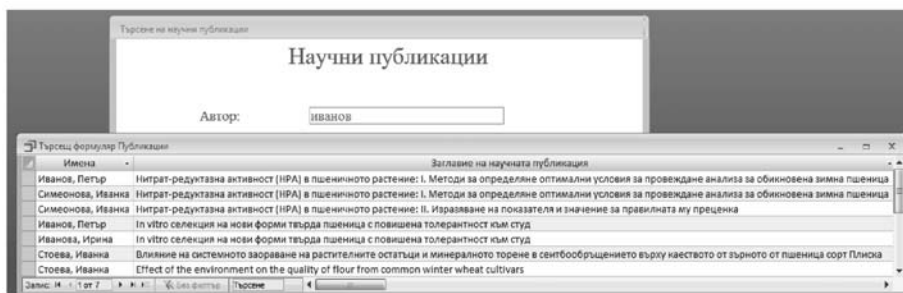 Търсене на научни публикации
Научни публикации
Автор: иванов
Търсещ формуляр Публикации
Имена Заглавие на научната публикация
Иванов, Петър Нитрат-редуктазна активност (НРА) в пшеничното растение: I. Методи за определяне оптимални условия за провеждане анализа за обикновена зимна пшеница
Симеонова, Иванка Нитрат-редуктазна активност (НРА) в пшеничното растение: I. Методи за определяне оптимални условия за провеждане анализа за обикновена зимна пшеница
Симеонова, Иванка Нитрат-редуктазна активност (НРА) в пшеничното растение: II. Изразяване на показателя и значение за правилната му преценка
Иванов, Петър In vitro селекция на нови форми твърда пшеница с повишена толерантност към студ
Иванова, Ирина In vitro селекция на нови форми твърда пшеница с повишена толерантност към студ
Стоева, Иванка Влияние на системното заораване на растителните остатъци и минералното торене в сеитбообръщението върху каеството от зърното от пшеница сорт Плиска
Стоева, Иванка Effect of the environment on the quality of flour from common winter wheat cultivars
Запис: 1 от 7 Без филтър Търсене